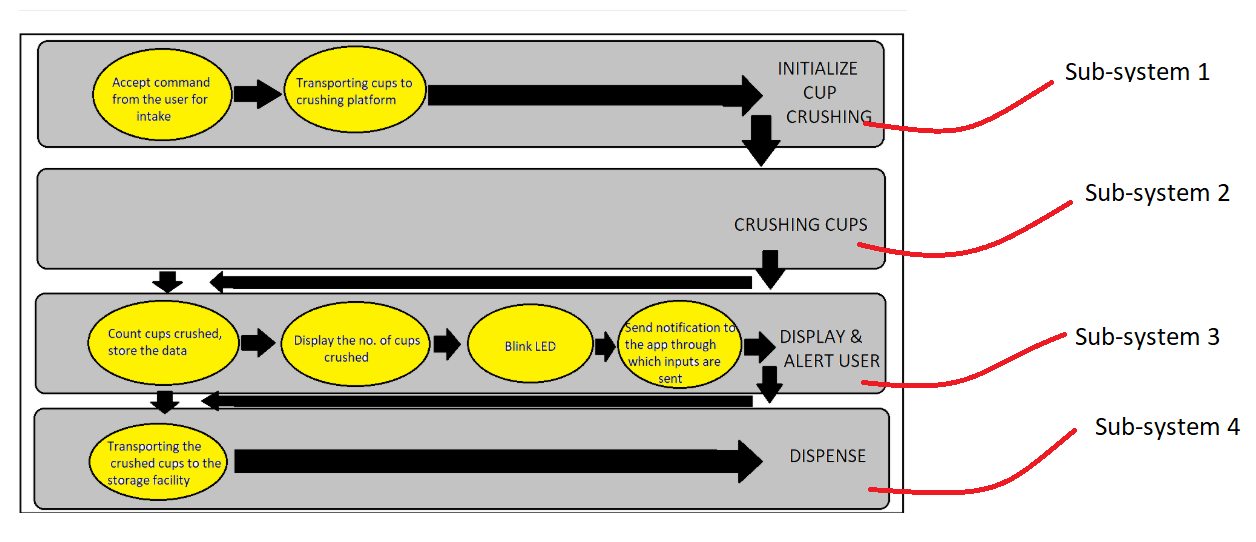 Accept command
from the user for
intake
Transporting cups to
crushing platform
INITIALIZE
CUP
CRUSHING
Sub-system 1
CRUSHING CUPS
Sub-system 2
Count cups crushed,
store the data
Display the no. of cups
crushed
Blink LED
Send notification to
the app through
which inputs are
sent
DISPLAY &
ALERT USER
Sub-system 3
Transporting the
crushed cups to the
storage facility
DISPENSE
Sub-system 4